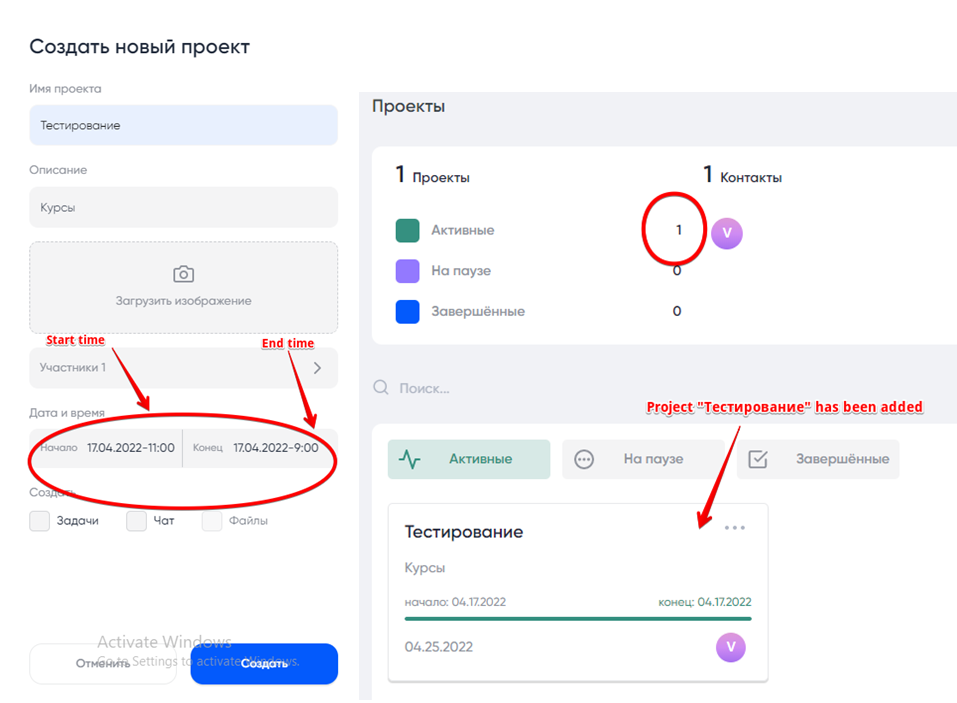 Создать новый проект
Имя проекта
Тестирование
Описание
Курсы
Загрузить изображение
Start time
End time
Участники 1
Дата и время
Начало 17.04.2022-11:00 Конец 17.04.2022-9:00
Создать
Задачи Чат Файлы
Activate Windows
Go to Settings to activate Windows.
Отменить Создать
Проекты
1 Проекты 1 Контакты
Активные 1 V
На паузе 0
Завершённые 0
Поиск...
Project "Тестирование" has been added
Активные На паузе Завершённые
Тестирование
Курсы
начало: 04.17.2022 конец: 04.17.2022
04.25.2022 V